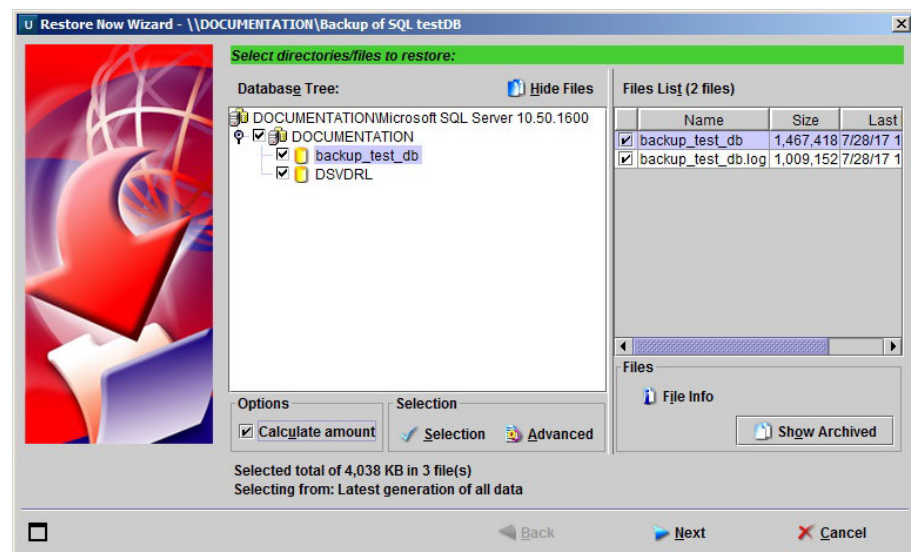 U Restore Now Wizard - \\DOCUMENTATION\Backup of SQL testDB
Select directories/files to restore:
Database Tree:
Hide Files
DOCUMENTATION\Microsoft SQL Server 10.50.1600
DOCUMENTATION
backup_test_db
DSVDRL
Files List (2 files)
Name Size Last
backup_test_db 1,467,418 7/28/17 1
backup_test_db.log 1,009,152 7/28/17 1
Options
Calculate amount
Selection
Selection Advanced
Files
File Info
Show Archived
Selected total of 4,038 KB in 3 file(s)
Selecting from: Latest generation of all data
Back Next Cancel